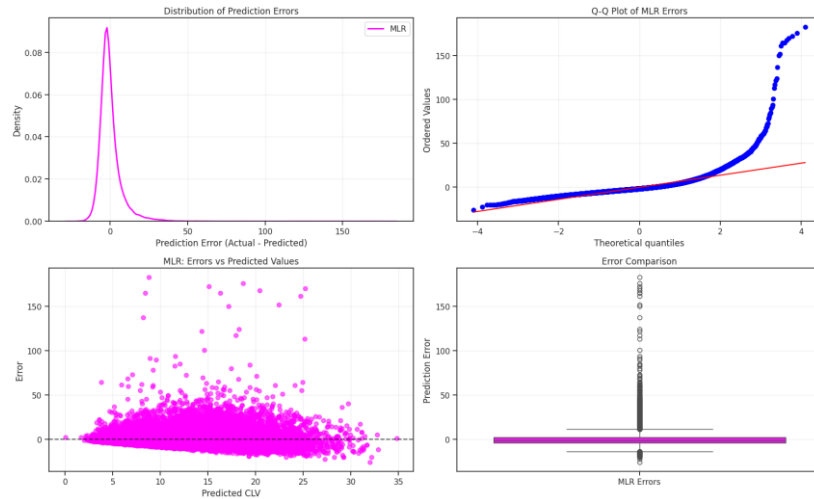 Distribution of Prediction Errors
MLR
Density
0.08
0.06
0.04
0.02
0.00
0
50
100
150
Prediction Error (Actual - Predicted)
Q-Q Plot of MLR Errors
Ordered Values
150
100
50
0
−4
−2
0
2
4
Theoretical quantiles
MLR: Errors vs Predicted Values
Error
150
100
50
0
0
5
10
15
20
25
30
35
Predicted CLV
Error Comparison
Prediction Error
150
100
50
0
MLR Errors